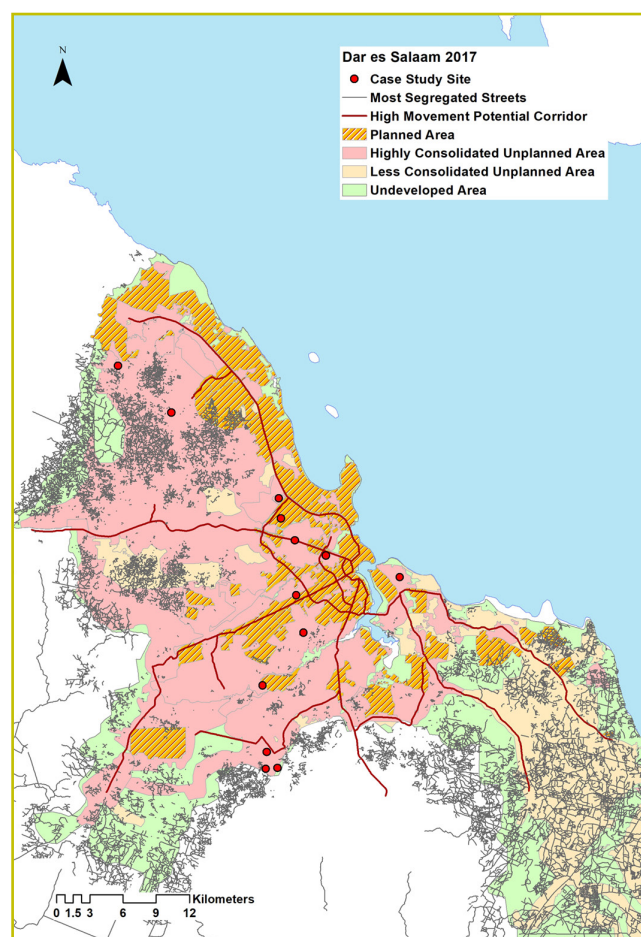 N
Dar es Salaam 2017
Case Study Site
Most Segregated Streets
High Movement Potential Corridor
Planned Area
Highly Consolidated Unplanned Area
Less Consolidated Unplanned Area
Undeveloped Area
Kilometers
0 1.5 3 6 9 12